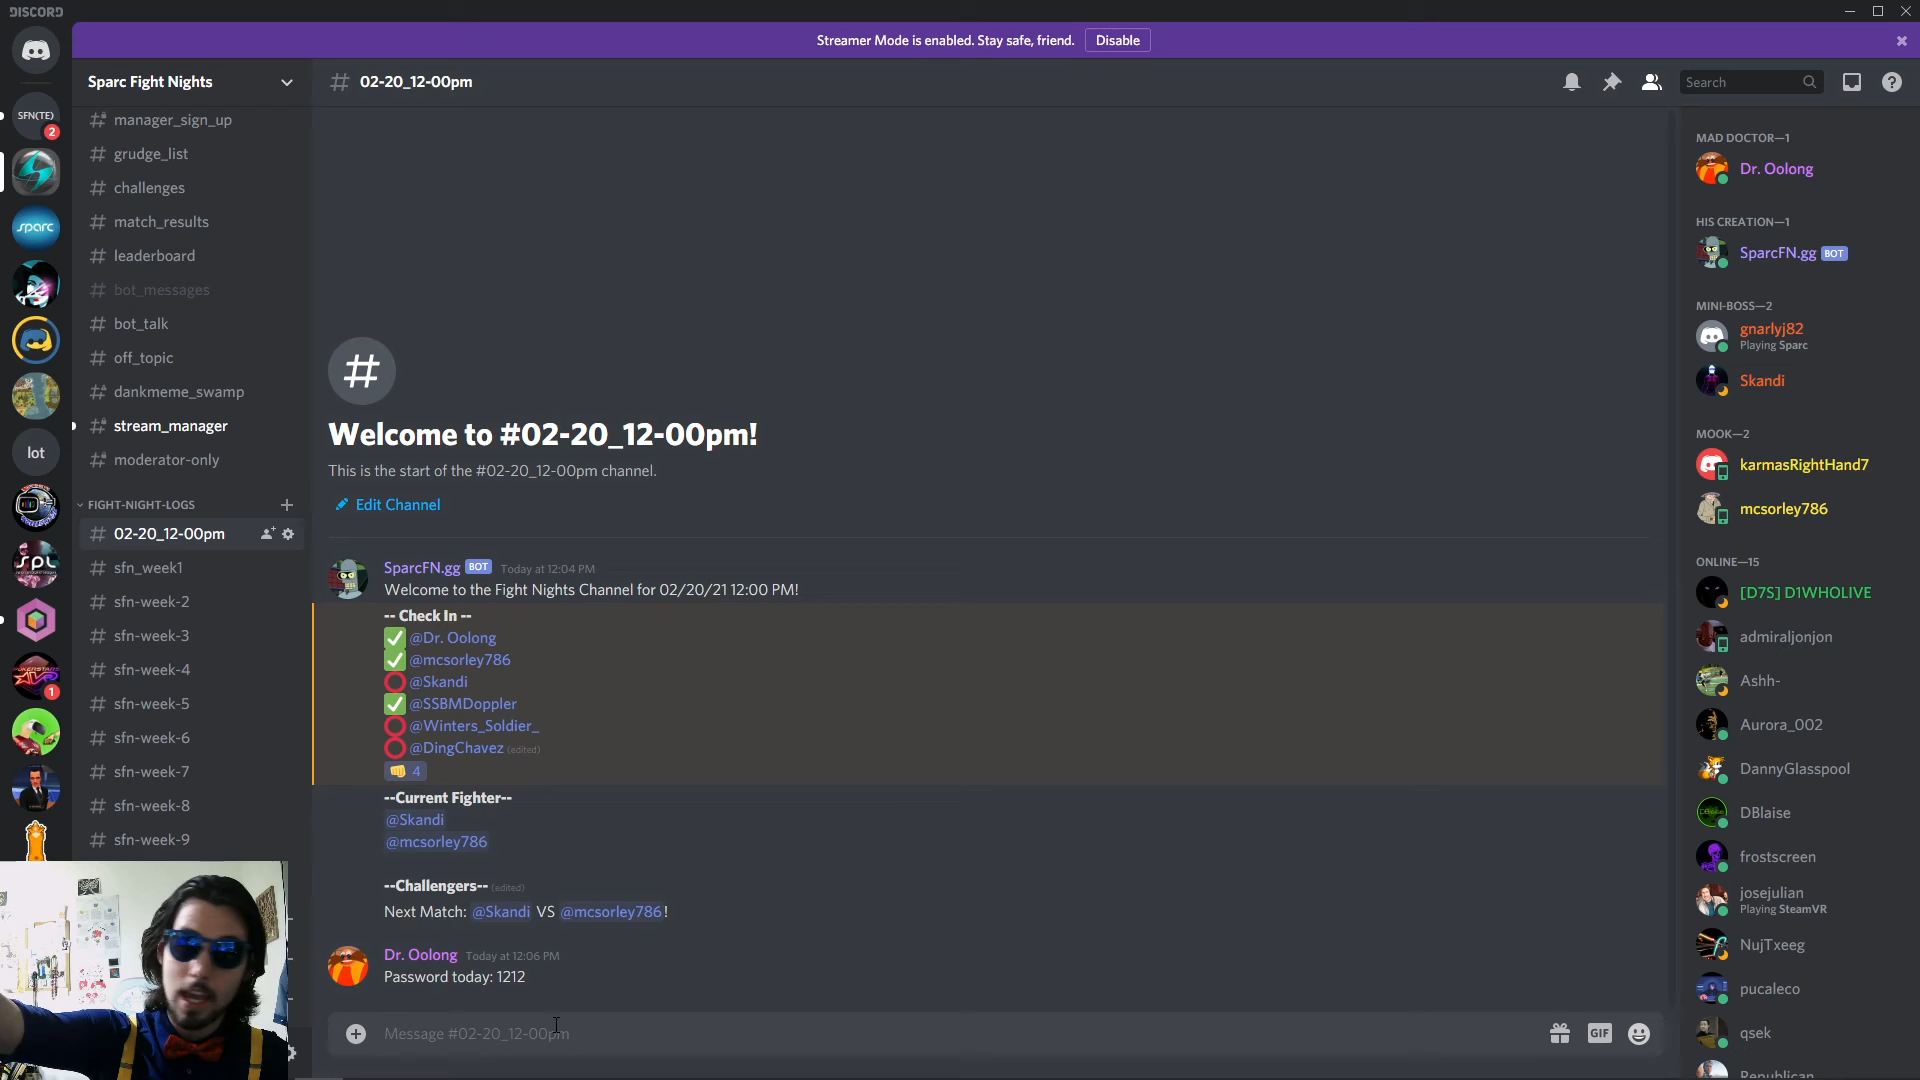 DISCORD
Streamer Mode is enabled. Stay safe, friend. Disable
SFN(TE)
2
sparc
lot
SPL
1
Sparc Fight Nights
manager_sign_up
grudge_list
challenges
match_results
leaderboard
bot_messages
bot_talk
off_topic
dankmeme_swamp
stream_manager
moderator-only
FIGHT-NIGHT-LOGS
02-20_12-00pm
sfn_week1
sfn-week-2
sfn-week-3
sfn-week-4
sfn-week-5
sfn-week-6
sfn-week-7
sfn-week-8
sfn-week-9
# 02-20_12-00pm
Search
#
Welcome to #02-20_12-00pm!
This is the start of the #02-20_12-00pm channel.
Edit Channel
SparcFN.gg BOT Today at 12:04 PM
Welcome to the Fight Nights Channel for 02/20/21 12:00 PM!
-- Check In --
✅ @Dr. Oolong
✅ @mcsorley786
⭕ @Skandi
✅ @SSBMDoppler
⭕ @Winters_Soldier_
⭕ @DingChavez (edited)
👊 4
--Current Fighter--
@Skandi
@mcsorley786
--Challengers-- (edited)
Next Match: @Skandi VS @mcsorley786!
Dr. Oolong Today at 12:06 PM
Password today: 1212
Message #02-20_12-00pm
GIF
MAD DOCTOR—1
Dr. Oolong
HIS CREATION—1
SparcFN.gg BOT
MINI-BOSS—2
gnarlyj82
Playing Sparc
Skandi
MOOK—2
karmasRightHand7
mcsorley786
ONLINE—15
[D7S] D1WHOLIVE
admiraljonjon
Ashh-
Aurora_002
DannyGlasspool
DBlaise
frostscreen
josejulian
Playing SteamVR
NujTxeeg
pucaleco
qsek
Republican